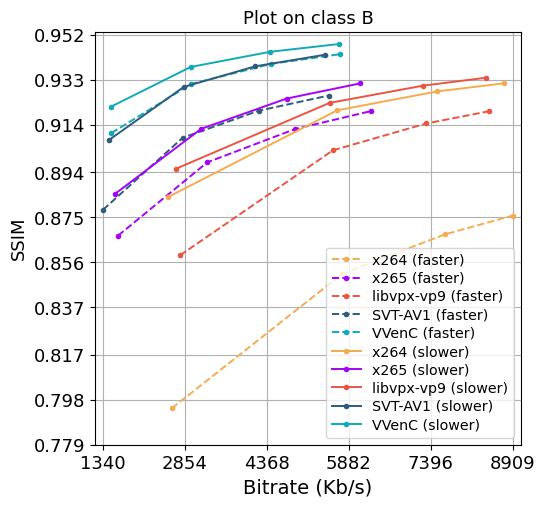 Plot on class B
0.952
0.933
0.914
0.894
0.875
0.856
0.837
0.817
0.798
0.779
SSIM
x264 (faster)
x265 (faster)
libvpx-vp9 (faster)
SVT-AV1 (faster)
VVenC (faster)
x264 (slower)
x265 (slower)
libvpx-vp9 (slower)
SVT-AV1 (slower)
VVenC (slower)
1340 2854 4368 5882 7396 8909
Bitrate (Kb/s)